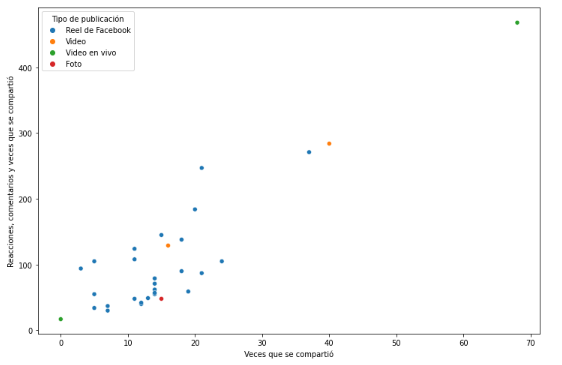 Tipo de publicación
Reel de Facebook
Video
Video en vivo
Foto
Reacciones, comentarios y veces que se compartió
400
300
200
100
0
0 10 20 30 40 50 60 70
Veces que se compartió